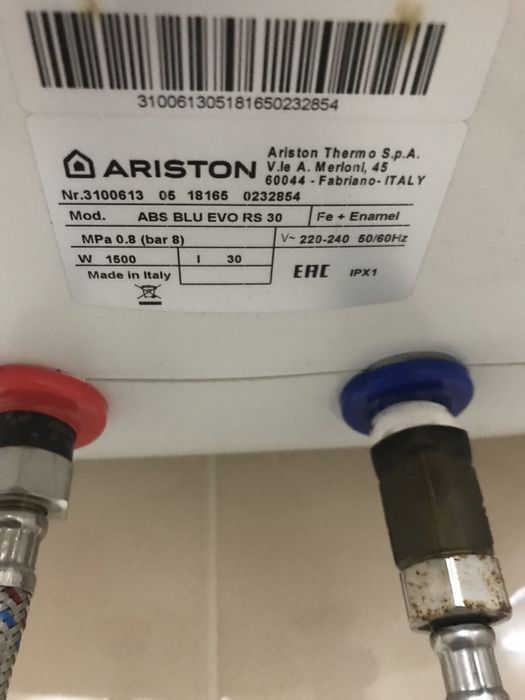 310061305181650232854
ARISTON
Ariston Thermo S.p.A.
V.le A. Merloni, 45
60044 - Fabriano- ITALY
Nr.3100613 05 18165 0232854
Mod. ABS BLU EVO RS 30 Fe + Enamel
MPa 0.8 (bar 8) V~ 220-240 50/60Hz
W 1500 l 30
Made in Italy EAC IPX1